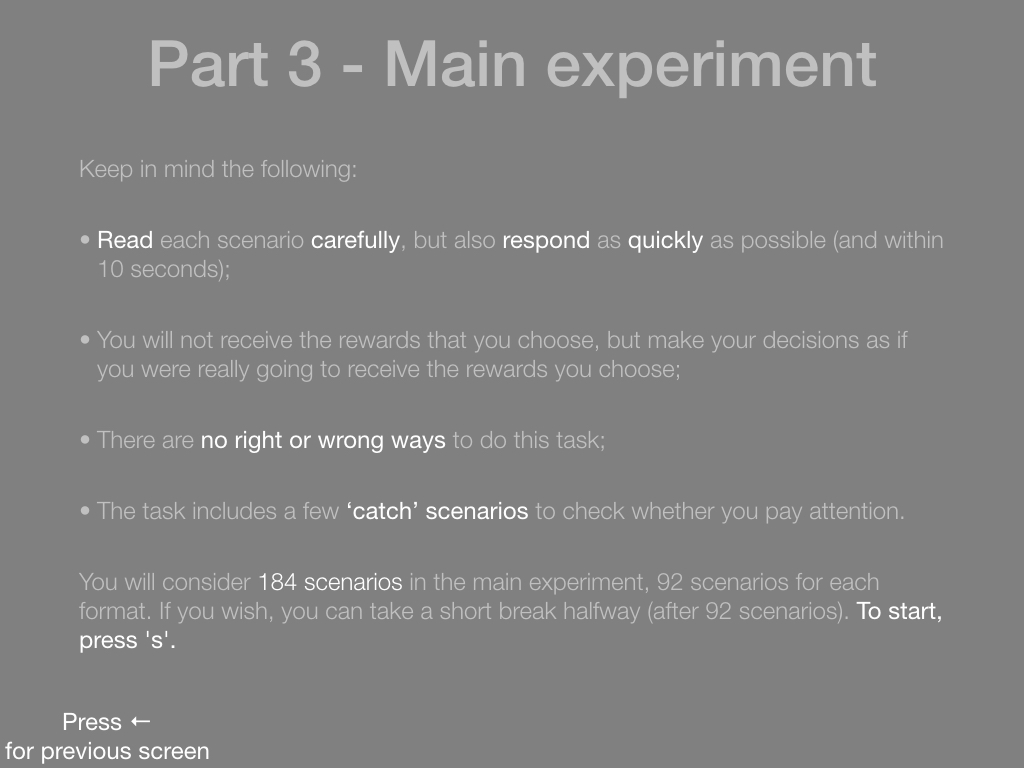 Part 3 - Main experiment
Keep in mind the following:
• Read each scenario carefully, but also respond as quickly as possible (and within
10 seconds);
• You will not receive the rewards that you choose, but make your decisions as if
you were really going to receive the rewards you choose;
• There are no right or wrong ways to do this task;
• The task includes a few ‘catch’ scenarios to check whether you pay attention.
You will consider 184 scenarios in the main experiment, 92 scenarios for each
format. If you wish, you can take a short break halfway (after 92 scenarios). To start,
press 's'.
Press ←
for previous screen